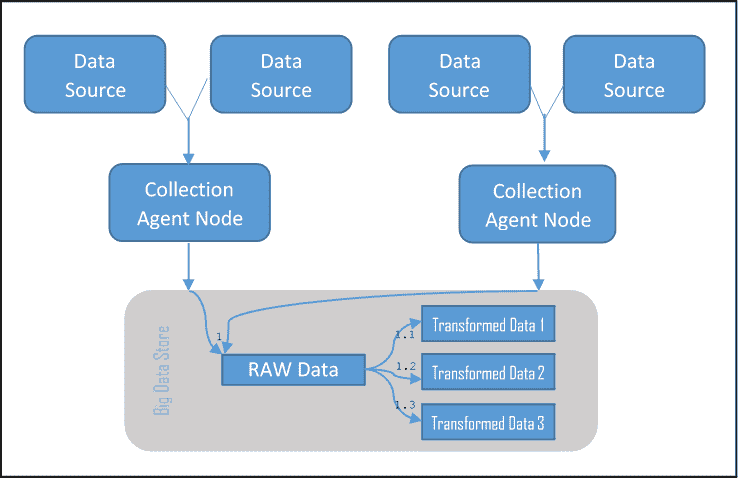 Data
Source
Data
Source
Data
Source
Data
Source
Collection
Agent Node
Collection
Agent Node
Big Data Store
1
RAW Data
1.1
Transformed Data 1
1.2
Transformed Data 2
1.3
Transformed Data 3